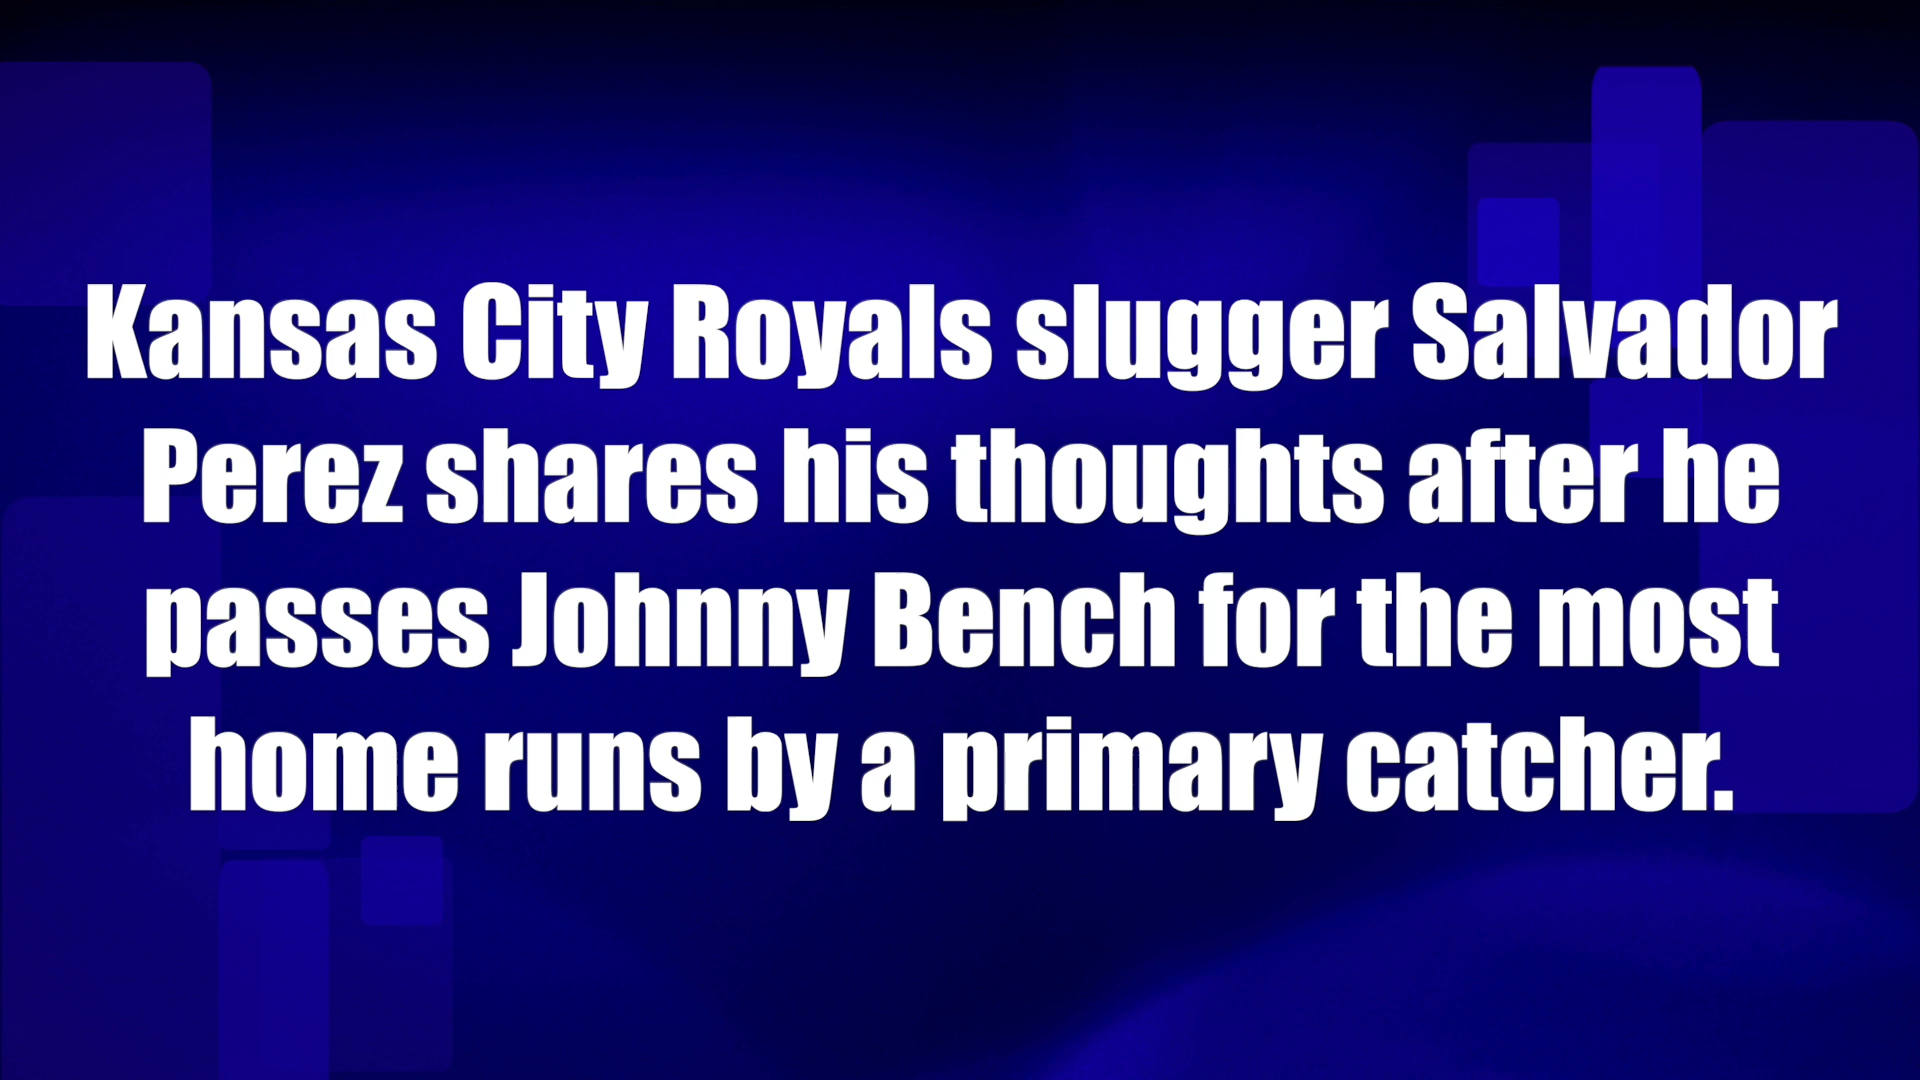 Kansas City Royals slugger Salvador
Perez shares his thoughts after he
passes Johnny Bench for the most
home runs by a primary catcher.